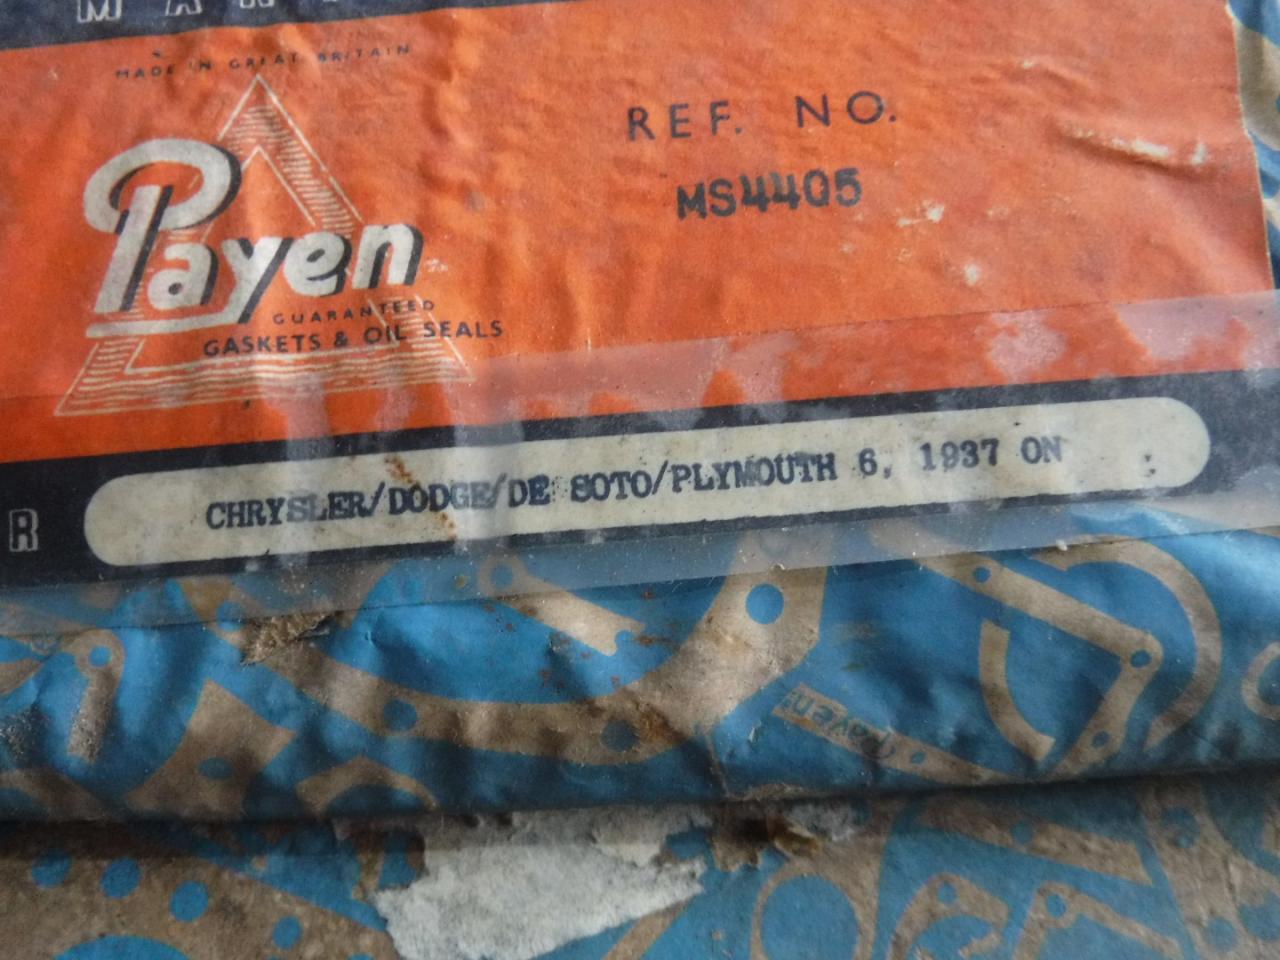 MADE IN GREAT BRITAIN
Payen
GUARANTEED
GASKETS & OIL SEALS
REF. NO.
MS4405
R
CHRYSLER/DODGE/DE SOTO/PLYMOUTH 6, 1937 ON
Payen